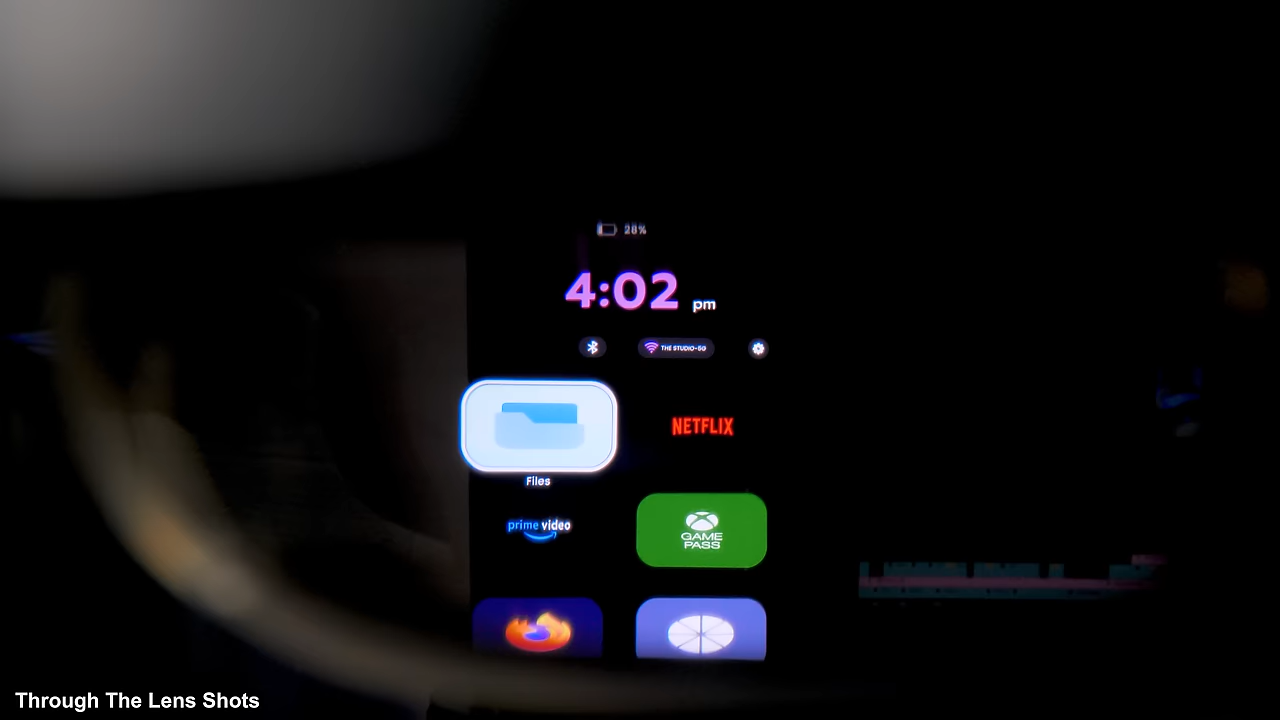 28%
4:02 pm
THE STUDIO-5G
NETFLIX
Files
prime video
GAME
PASS
Through The Lens Shots